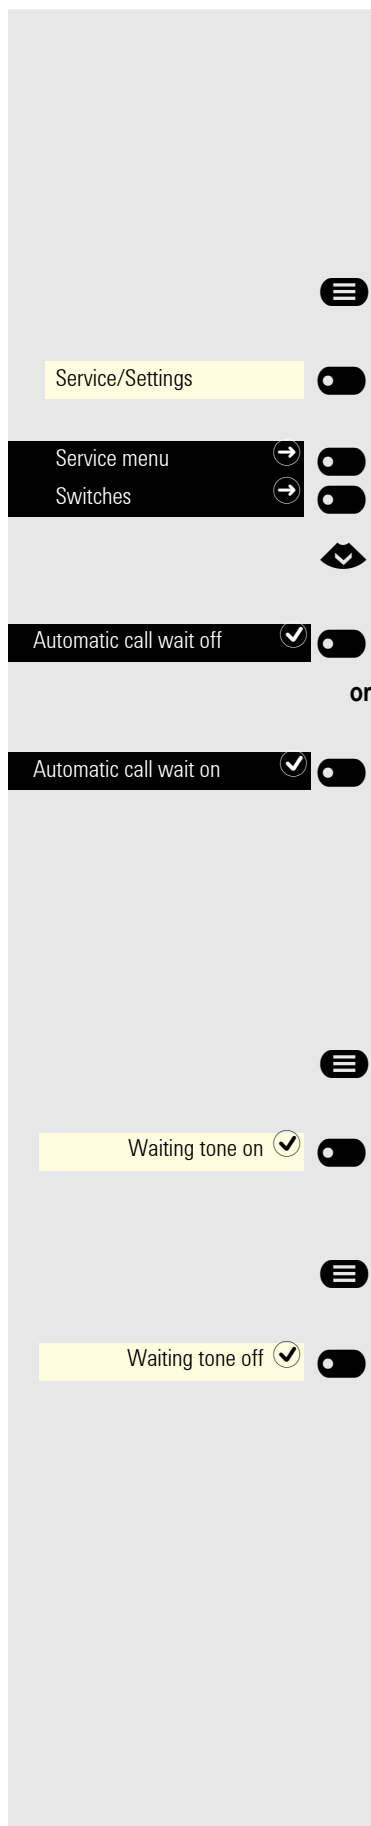 Service/Settings
Service menu
Switches
Automatic call wait off
or
Automatic call wait on
Waiting tone on
Waiting tone off